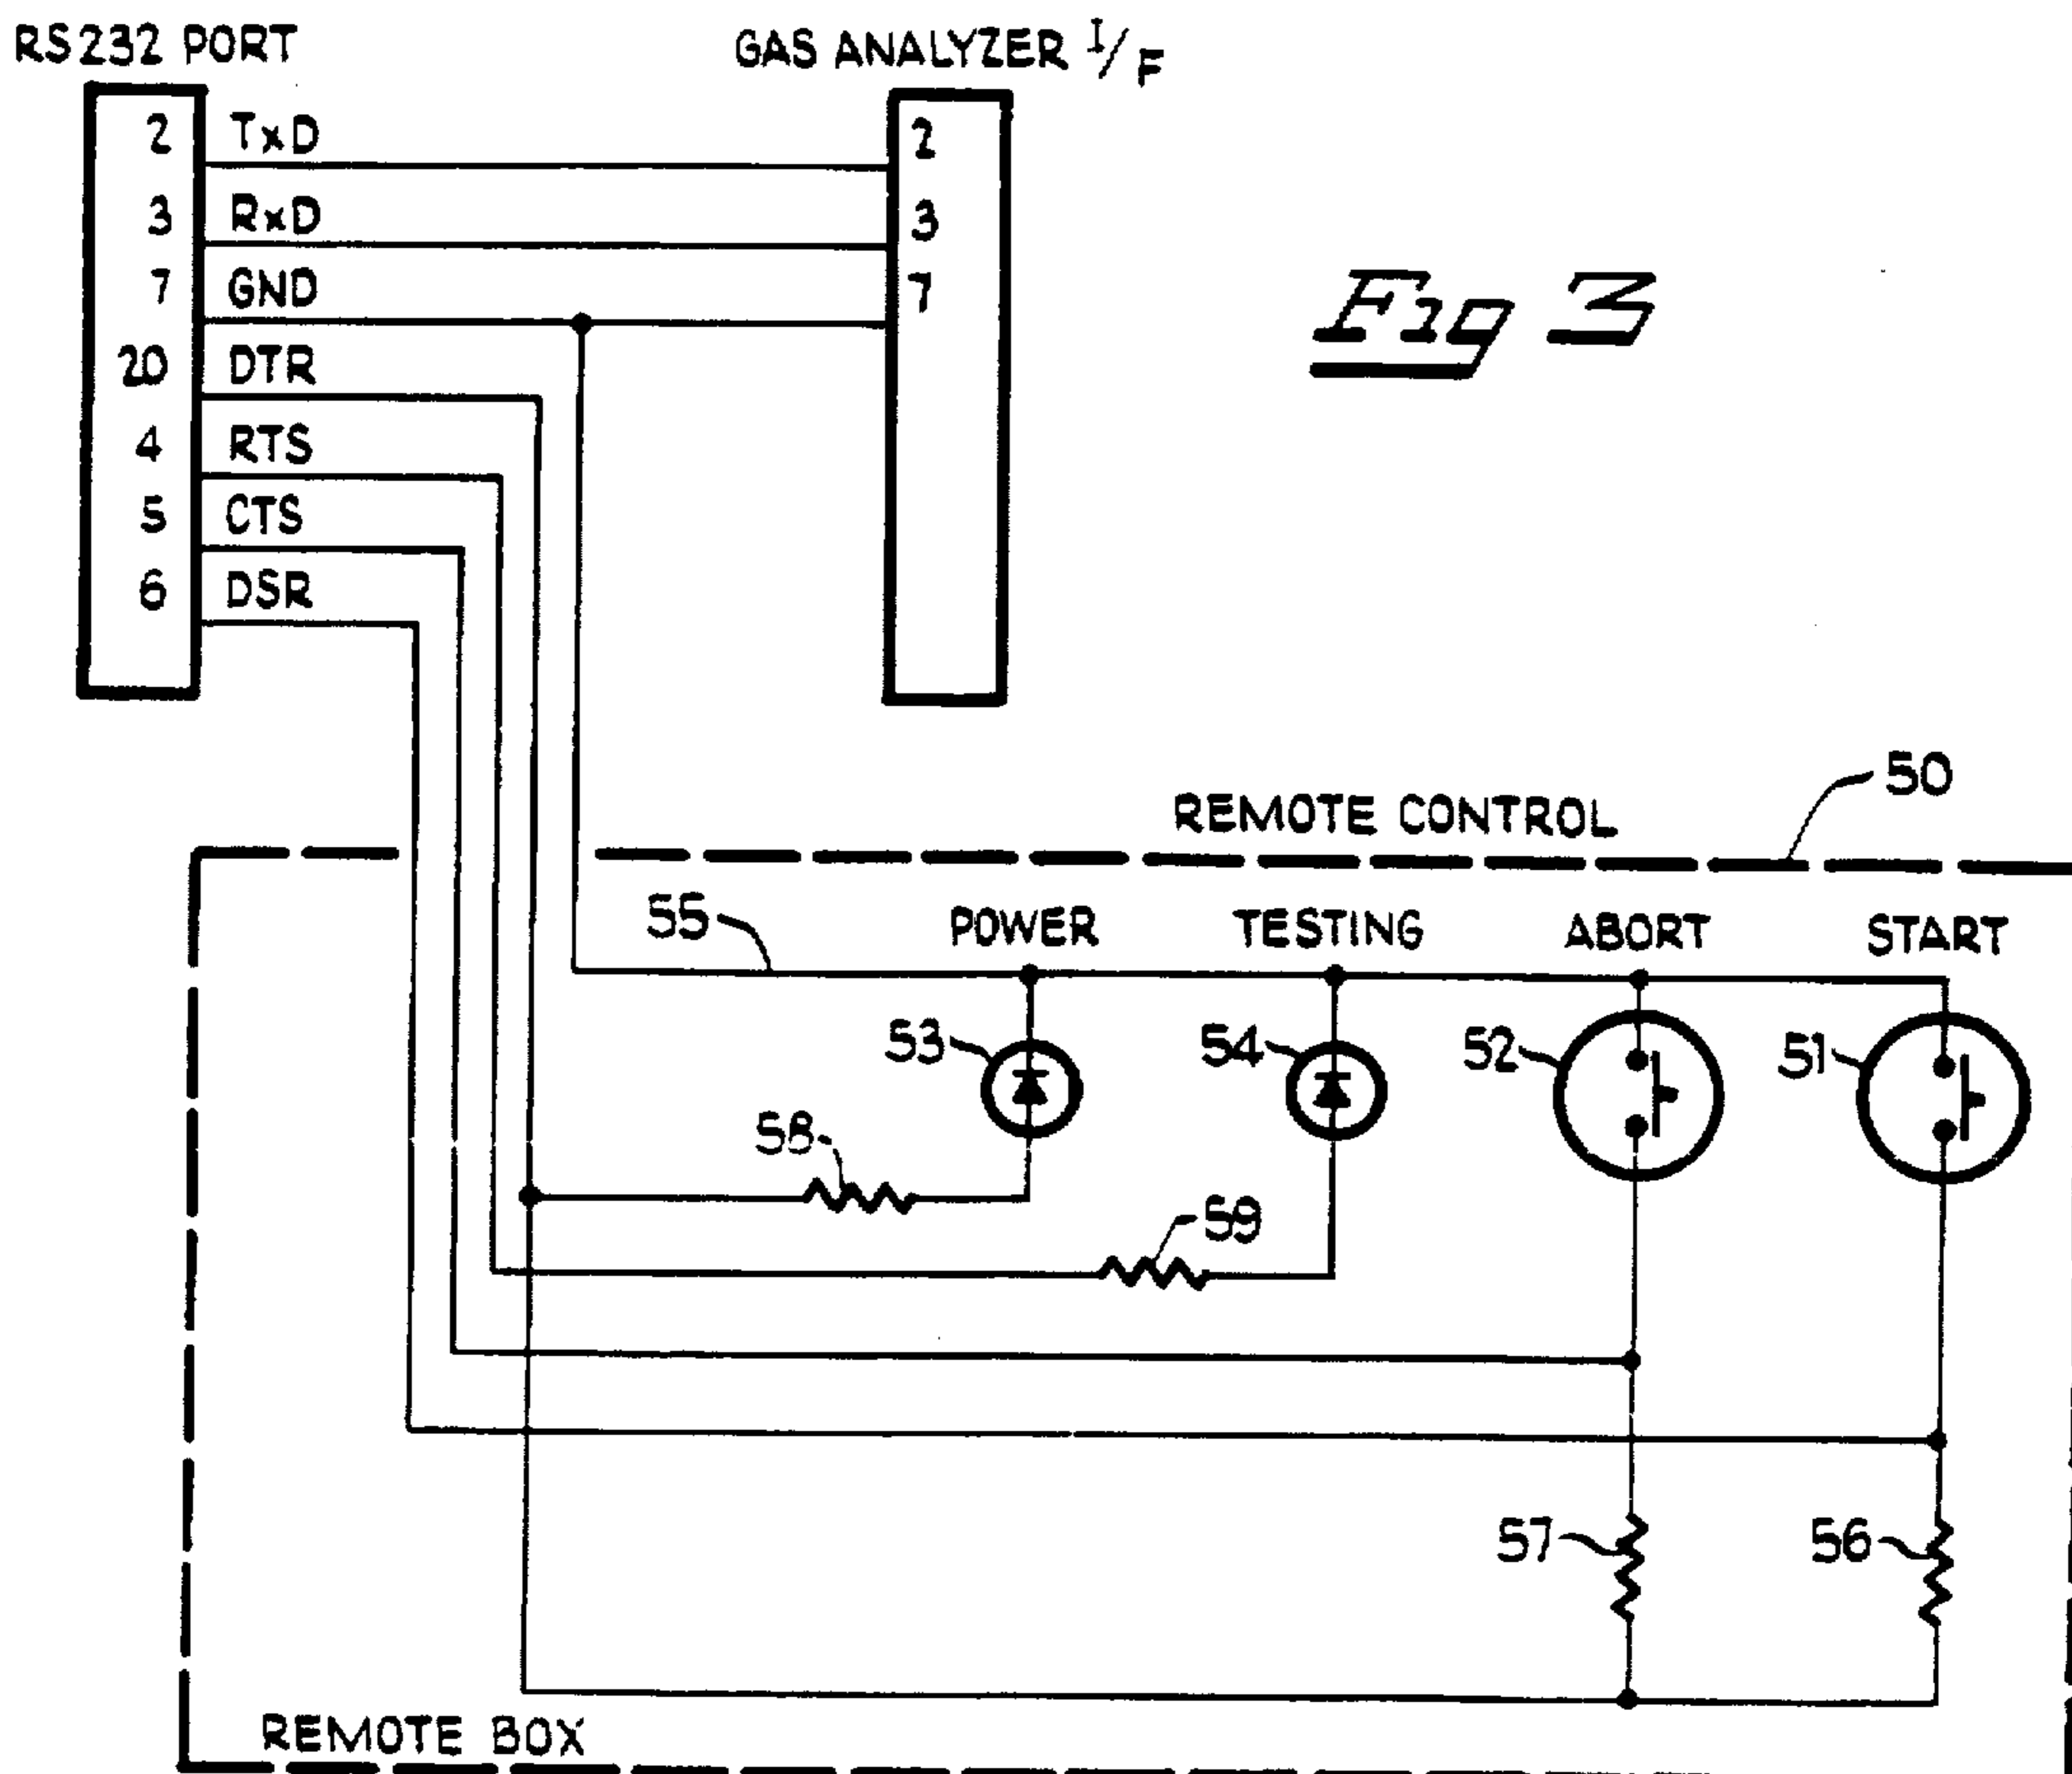 RS232 PORT
GAS ANALYZER I/F
2 TxD
3 RxD
7 GND
20 DTR
4 RTS
5 CTS
6 DSR
2
3
7
Fig 3
50
REMOTE CONTROL
55
POWER
TESTING
ABORT
START
53
54
52
51
58
59
57
56
REMOTE BOX